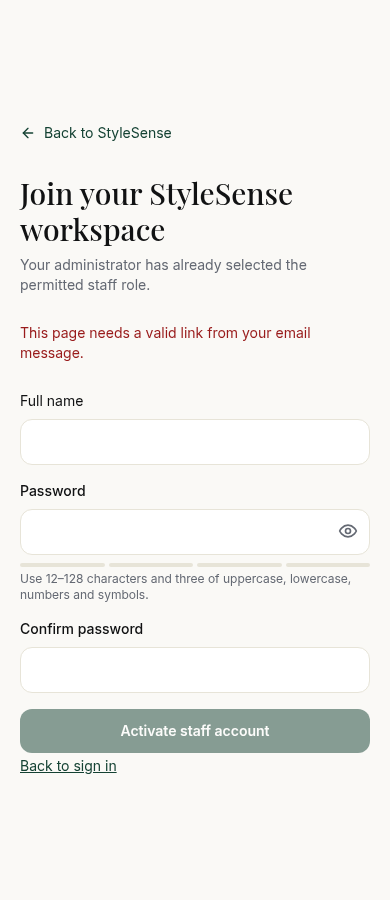 Back to StyleSense
Join your StyleSense
workspace
Your administrator has already selected the
permitted staff role.
This page needs a valid link from your email
message.
Full name
Password
Use 12–128 characters and three of uppercase, lowercase,
numbers and symbols.
Confirm password
Activate staff account
Back to sign in